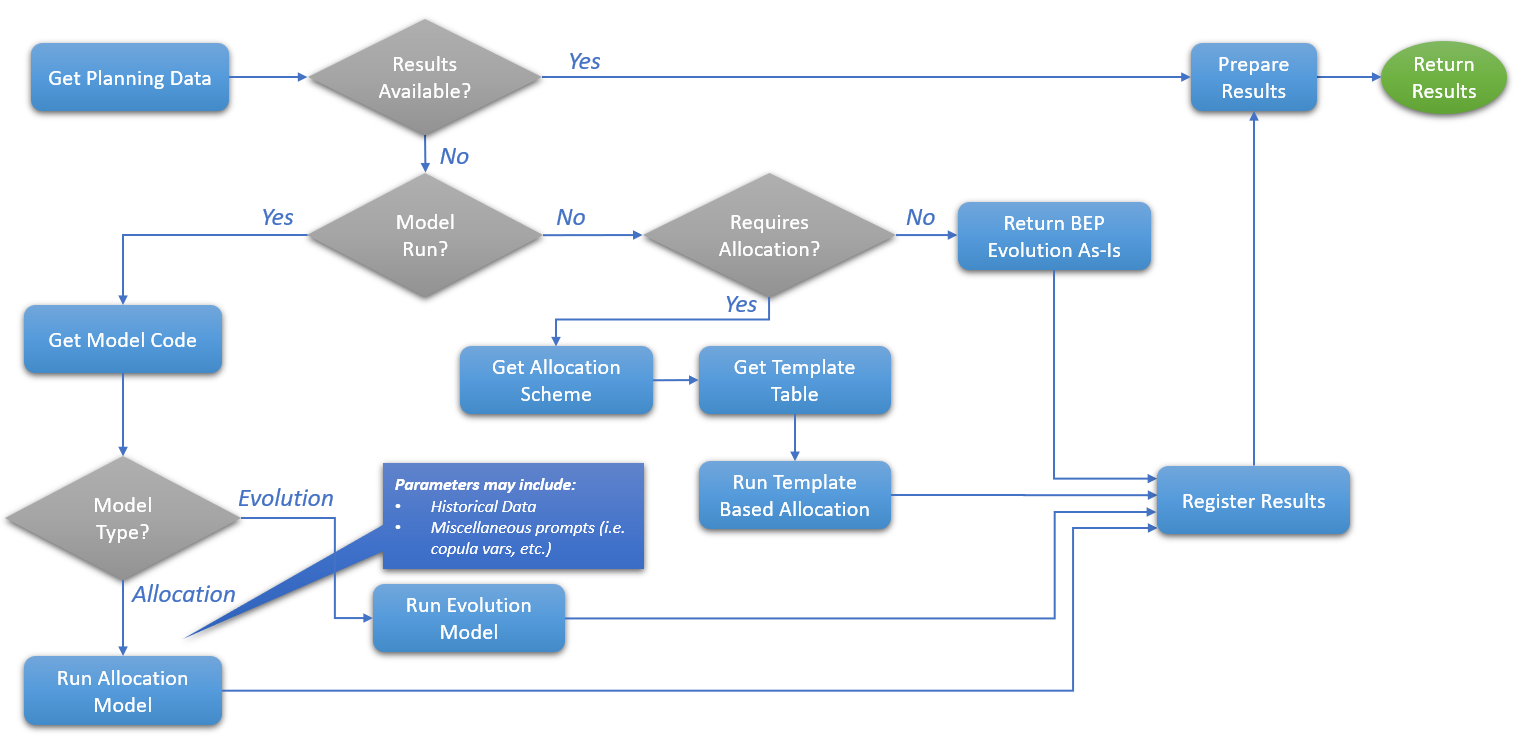 Get Planning Data
Results
Available?
Yes
Prepare
Results
Return
Results
No
Model
Run?
Yes
No
Requires
Allocation?
No
Return BEP
Evolution As-Is
Yes
Get Model Code
Get Allocation
Scheme
Get Template
Table
Model
Type?
Evolution
Parameters may include:
• Historical Data
• Miscellaneous prompts (i.e.
copula vars, etc.)
Run Template
Based Allocation
Register Results
Allocation
Run Evolution
Model
Run Allocation
Model